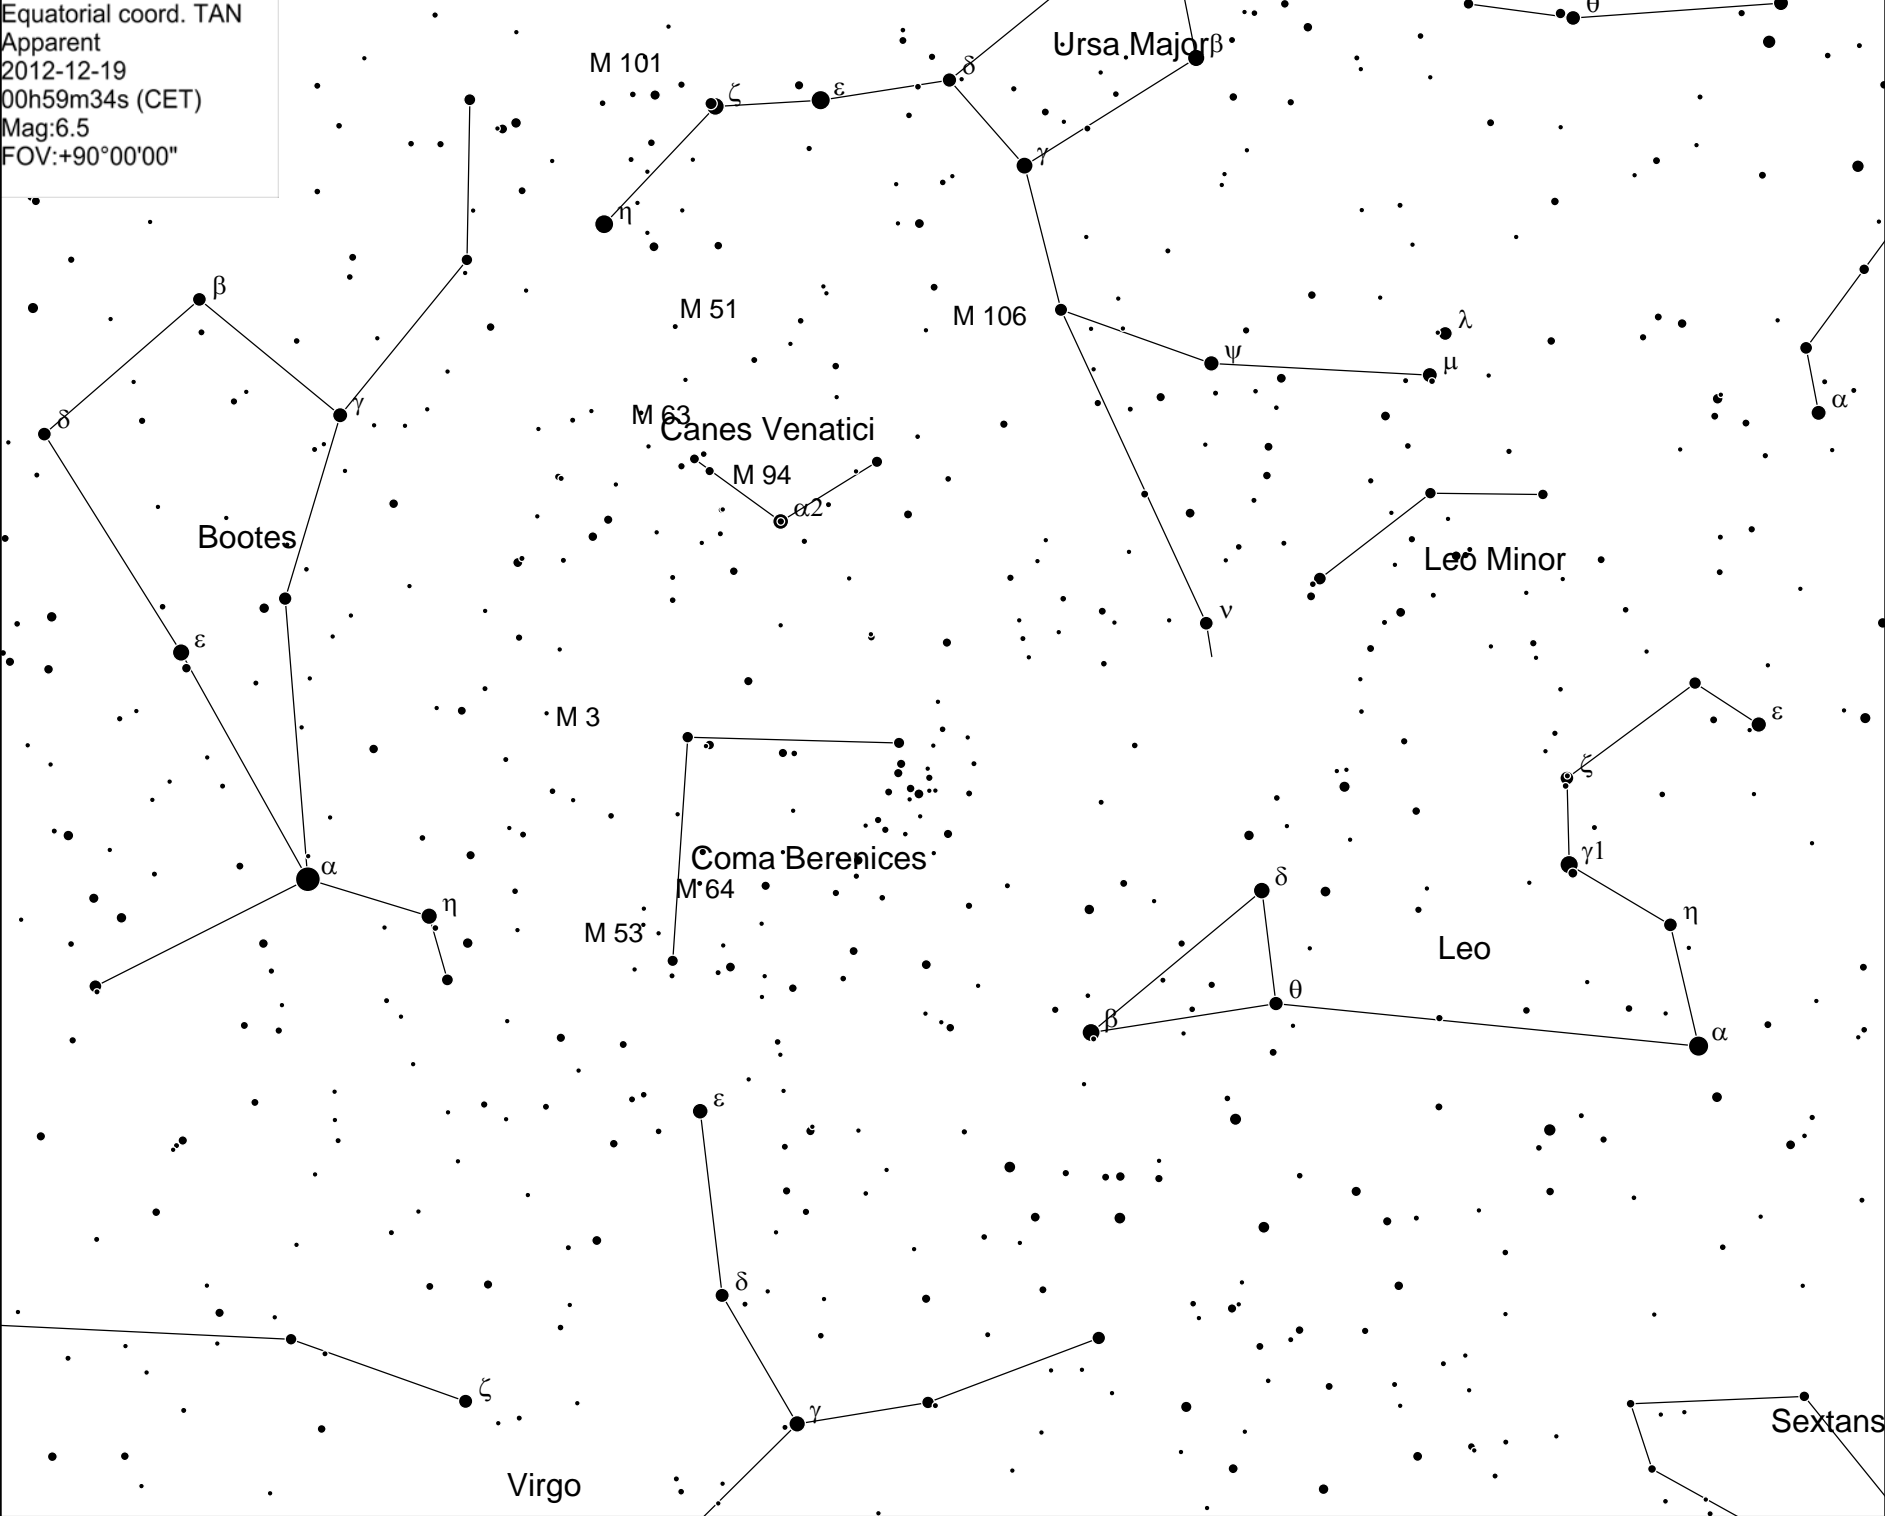 Equatorial coord. TAN
Apparent
2012-12-19
00h59m34s (CET)
Mag:6.5
FOV:+90°00'00"
θ
Ursa Major
β
M 101
δ
ζ
ε
γ
η
β
M 51
M 106
λ
ψ
μ
α
γ
δ
M 63
Canes Venatici
M 94
α2
Bootes
Leo Minor
ν
ε
M 3
ε
ζ
γ1
Coma Berenices
α
M 64
δ
η
η
M 53
Leo
θ
β
α
ε
δ
ζ
γ
Sextans
Virgo